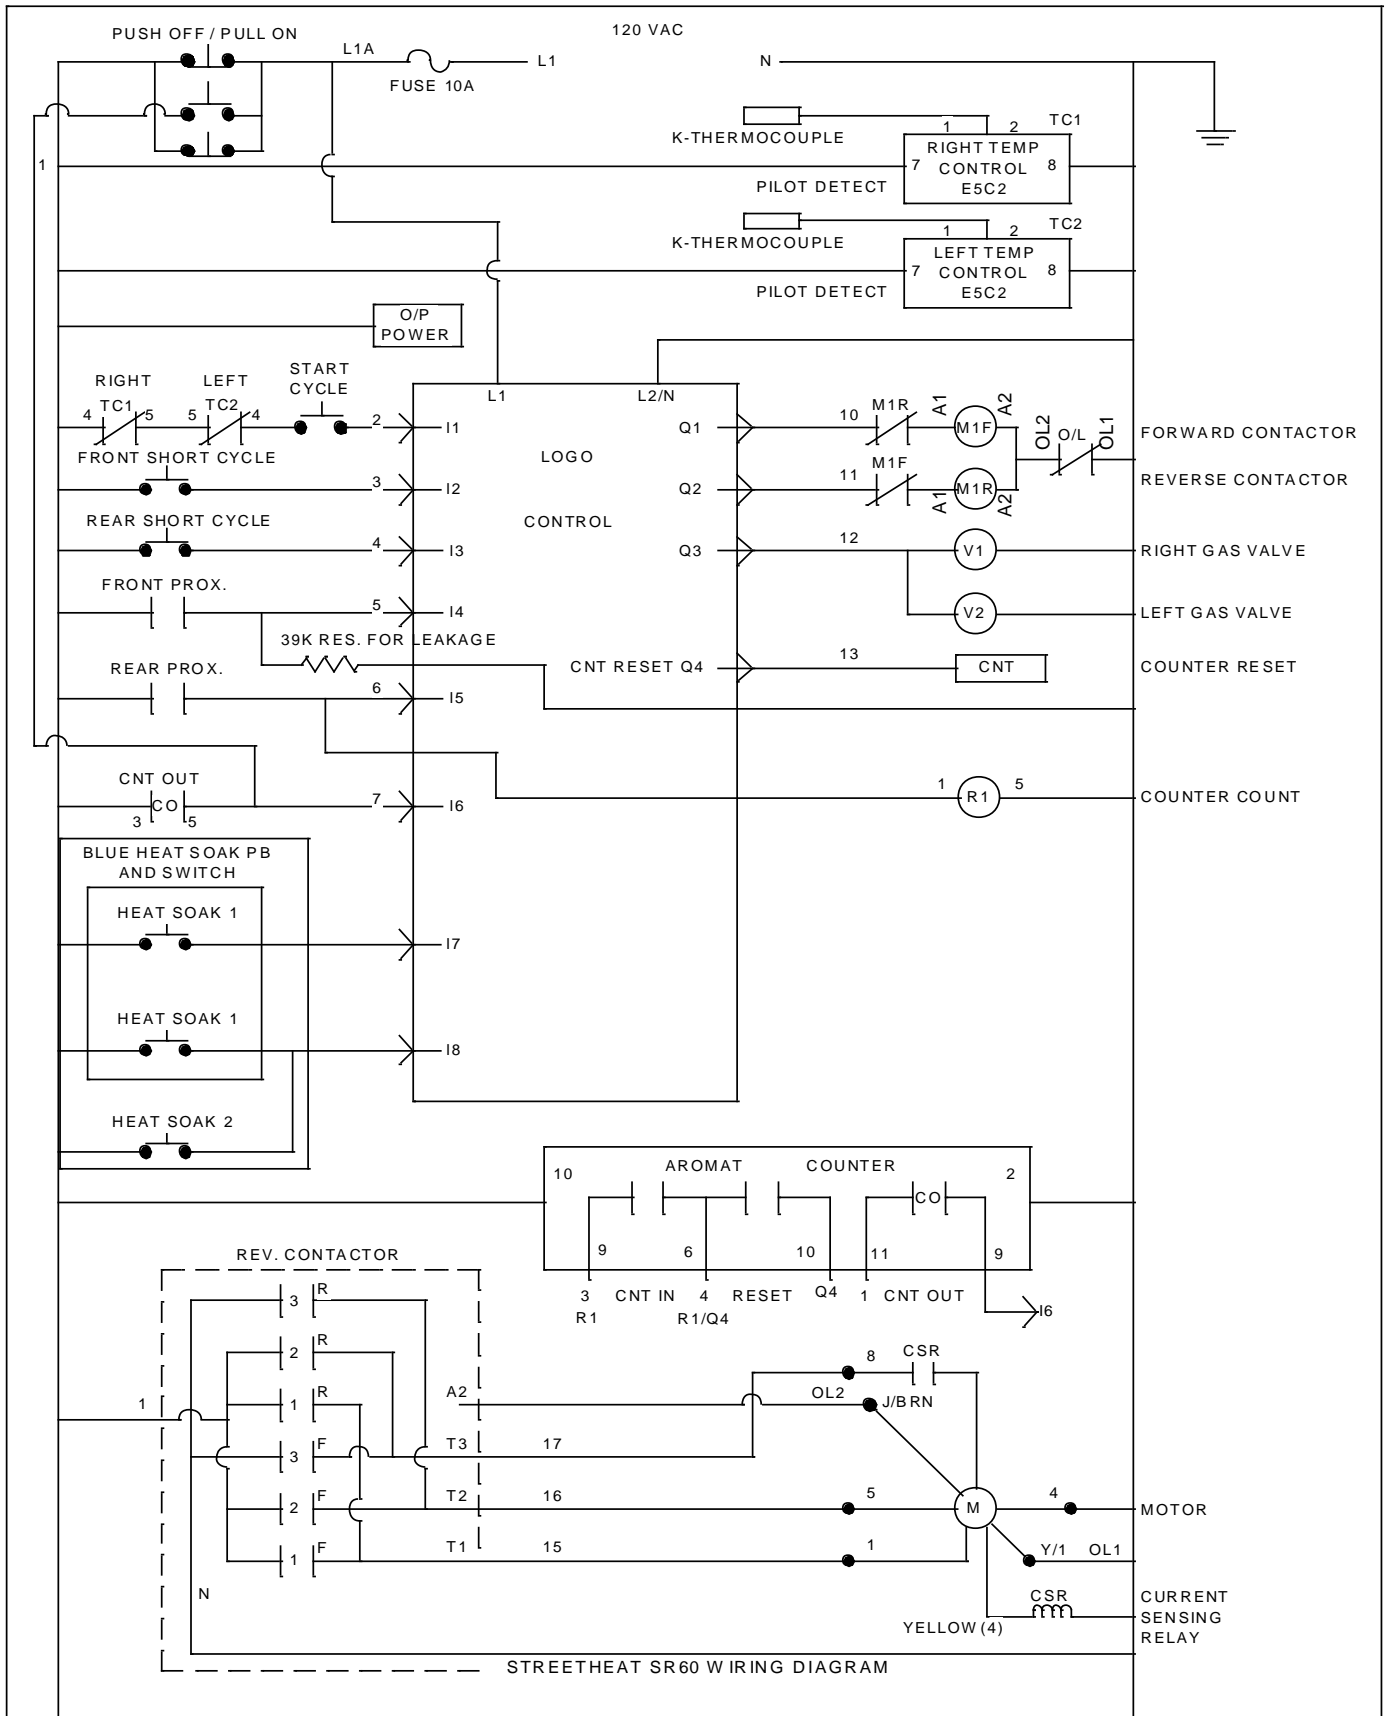 120 VAC
PUSH OFF / PULL ON
L1A
L1
N
FUSE 10A
K-THERMOCOUPLE
1 2 TC1
RIGHT TEMP
CONTROL
E5C2
7 8
1
PILOT DETECT
K-THERMOCOUPLE
1 2 TC2
LEFT TEMP
CONTROL
E5C2
7 8
PILOT DETECT
O/P
POWER
RIGHT
TC1
4 5
LEFT
TC2
5 4
START
CYCLE
2
I1
L1
L2/N
LOGO
CONTROL
Q1
10
M1R
A1
M1F
A2
OL2
O/L
OL1
FORWARD CONTACTOR
FRONT SHORT CYCLE
3
I2
Q2
11
M1F
A1
M1R
A2
REVERSE CONTACTOR
REAR SHORT CYCLE
4
I3
Q3
12
V1
RIGHT GAS VALVE
FRONT PROX.
5
I4
V2
LEFT GAS VALVE
39K RES. FOR LEAKAGE
CNT RESET Q4
13
CNT
COUNTER RESET
REAR PROX.
6
I5
CNT OUT
CO
3 5
7
I6
1
R1
5
COUNTER COUNT
BLUE HEAT SOAK PB
AND SWITCH
HEAT SOAK 1
I7
HEAT SOAK 1
I8
HEAT SOAK 2
10
AROMAT COUNTER
2
CO
9 6 10 11 9
3 CNT IN 4 RESET Q4 1 CNT OUT
R1 R1/Q4
I6
REV. CONTACTOR
3 R
2 R
1 R
3 F
2 F
1 F
1
N
A2
OL2
J/BRN
8
CSR
T3 17
T2 16
5
M
4
MOTOR
T1 15
1
Y/1 OL1
CSR
YELLOW (4)
CURRENT
SENSING
RELAY
STREETHEAT SR60 WIRING DIAGRAM